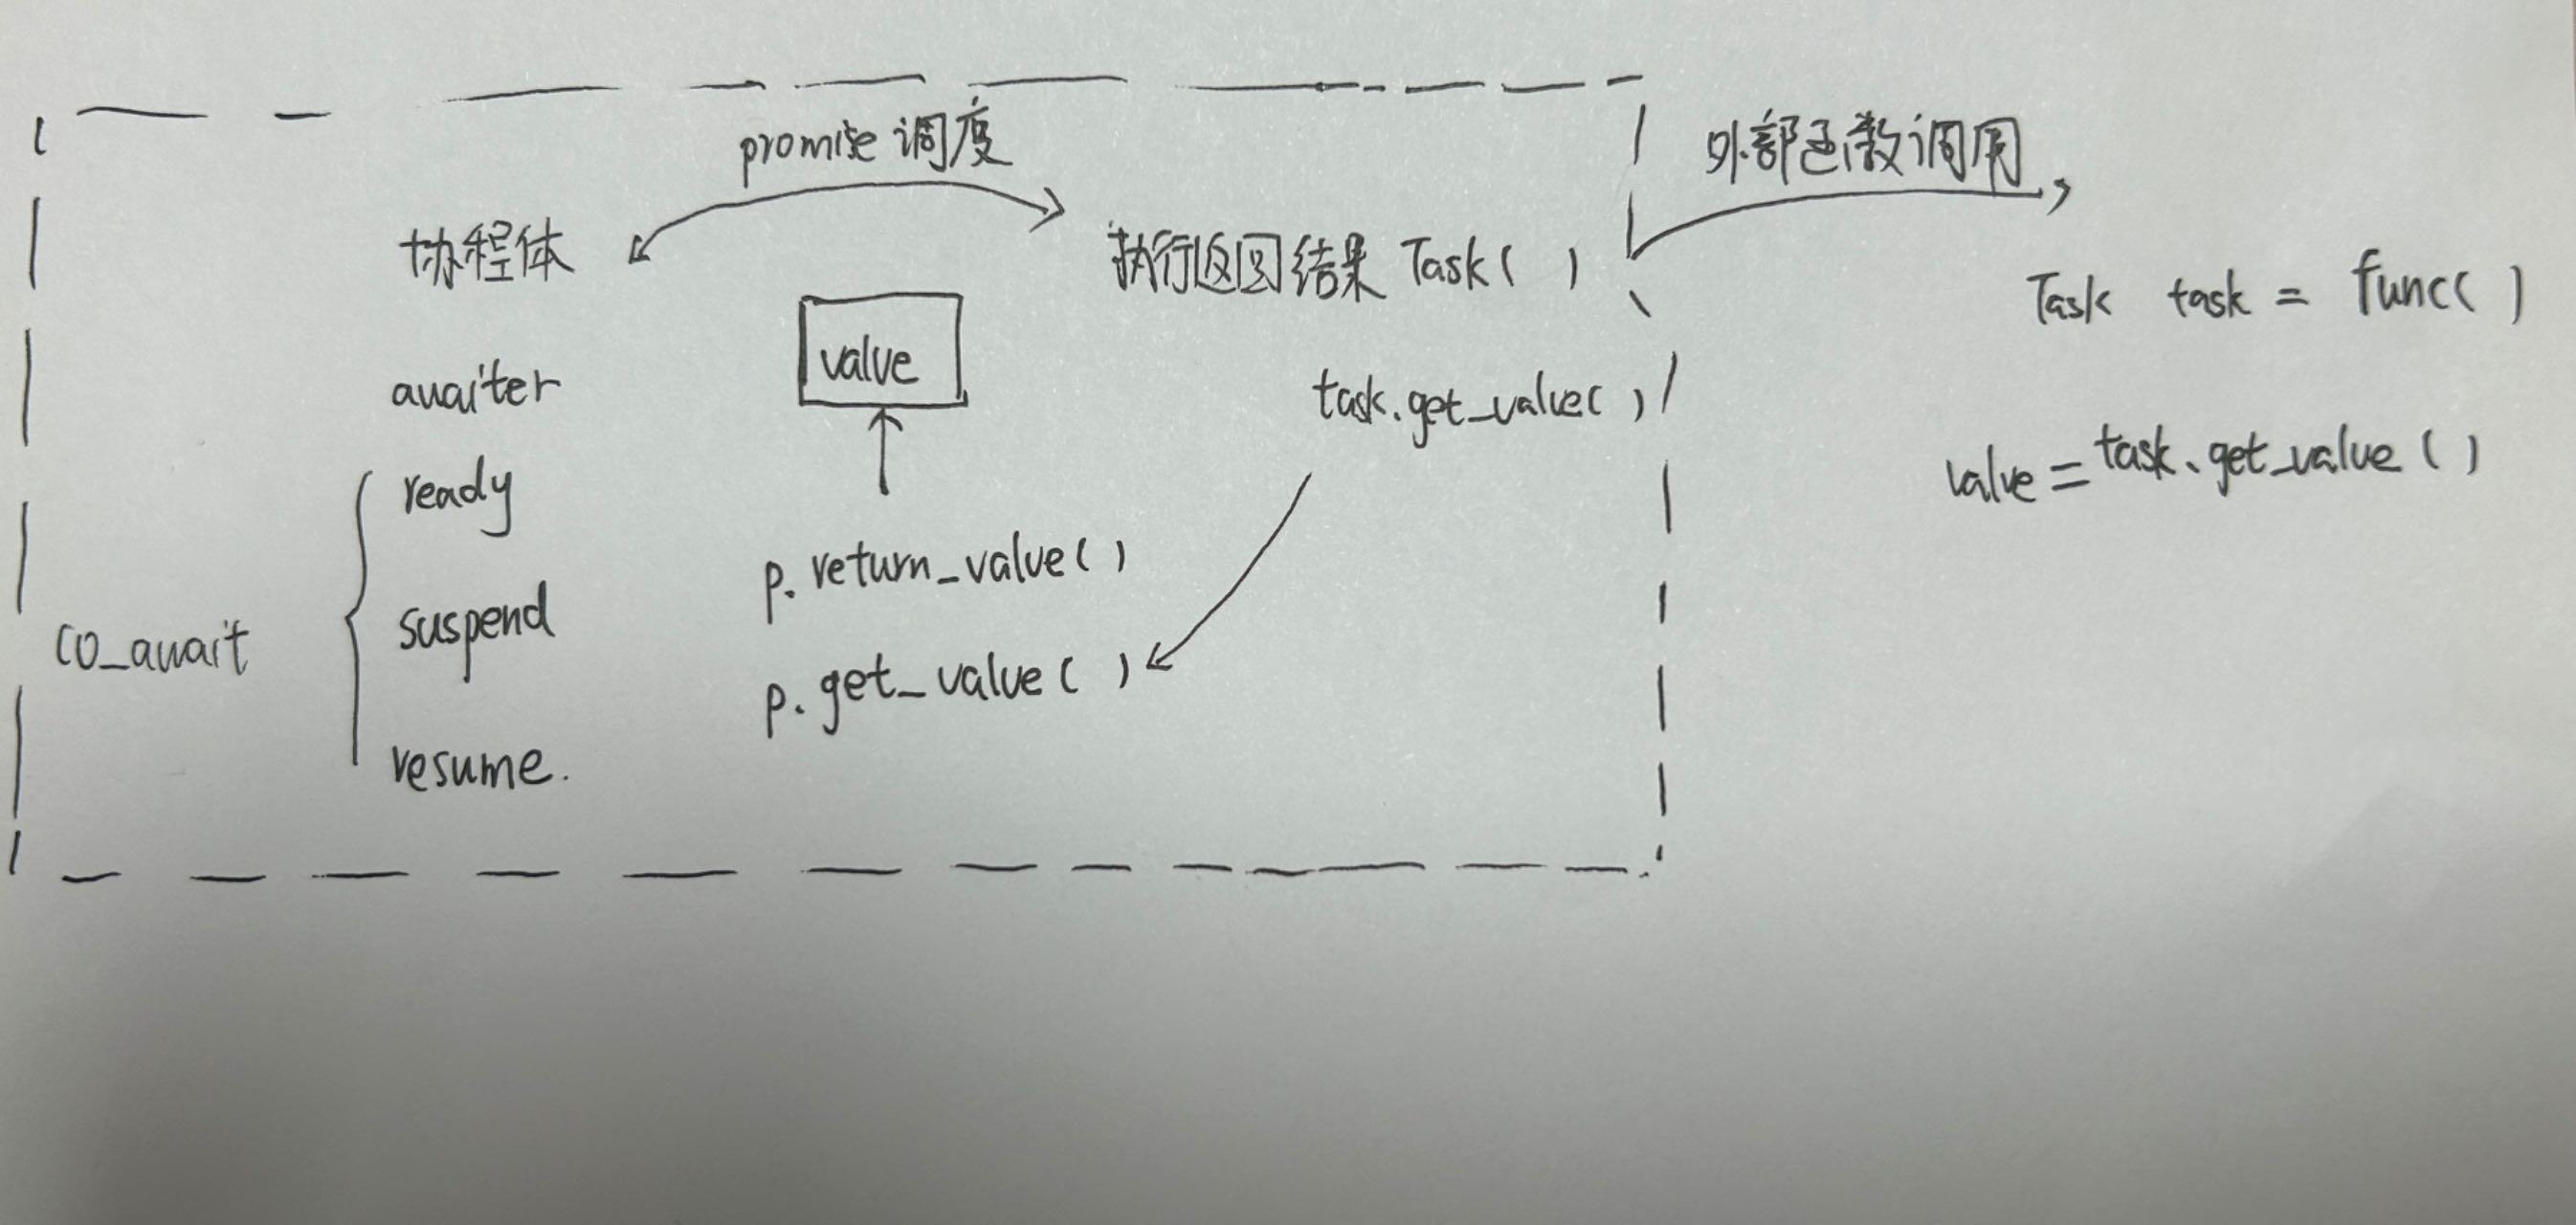 promise 调度
外部函数调用
协程体
执行返回结果 Task( )
Task task = func( )
value
awaiter
task.get_value( )
value = task.get_value( )
ready
p.return_value( )
co_await
suspend
p.get_value( )
resume.